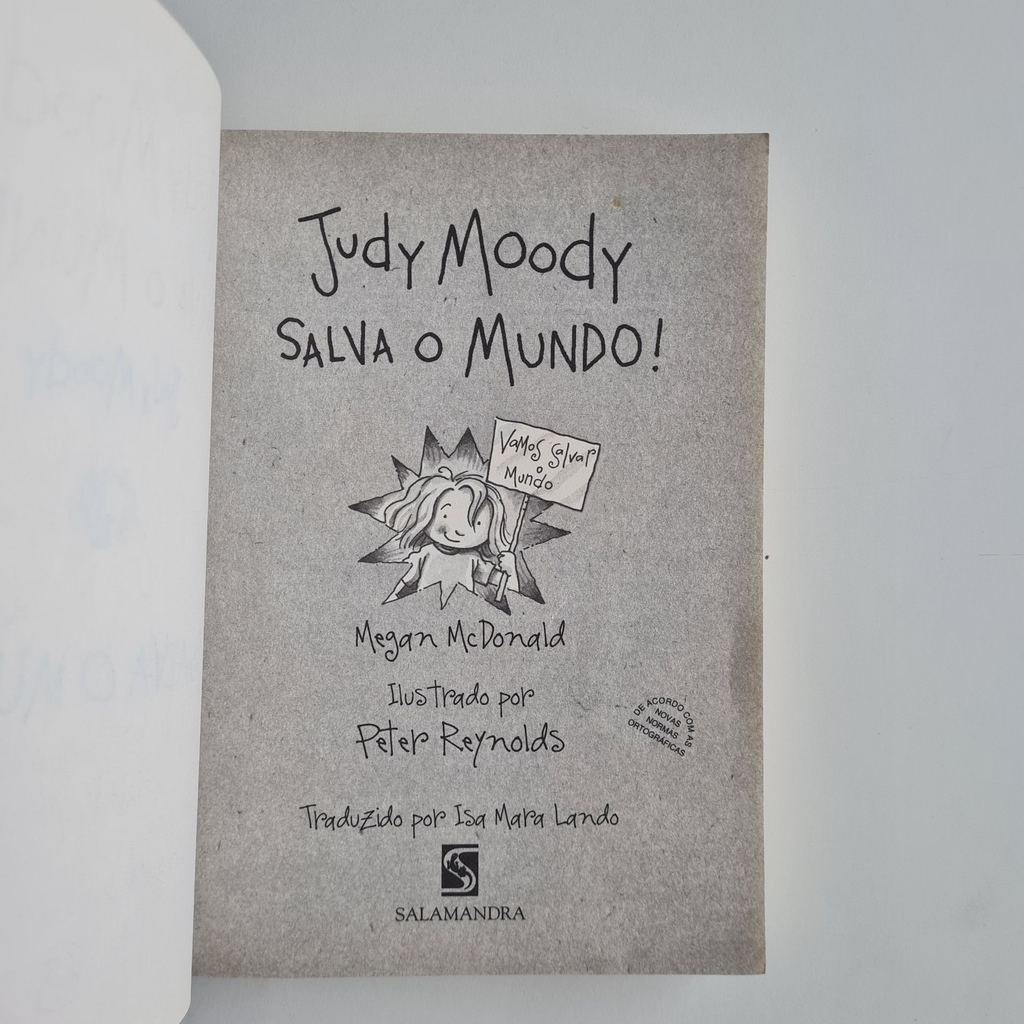 Judy Moody
SALVA O MUNDO!
Vamos Salvar
o
Mundo
Megan McDonald
Ilustrado por
Peter Reynolds
DE ACORDO COM AS
NOVAS
NORMAS
ORTOGRÁFICAS
Traduzido por Isa Mara Lando
SALAMANDRA